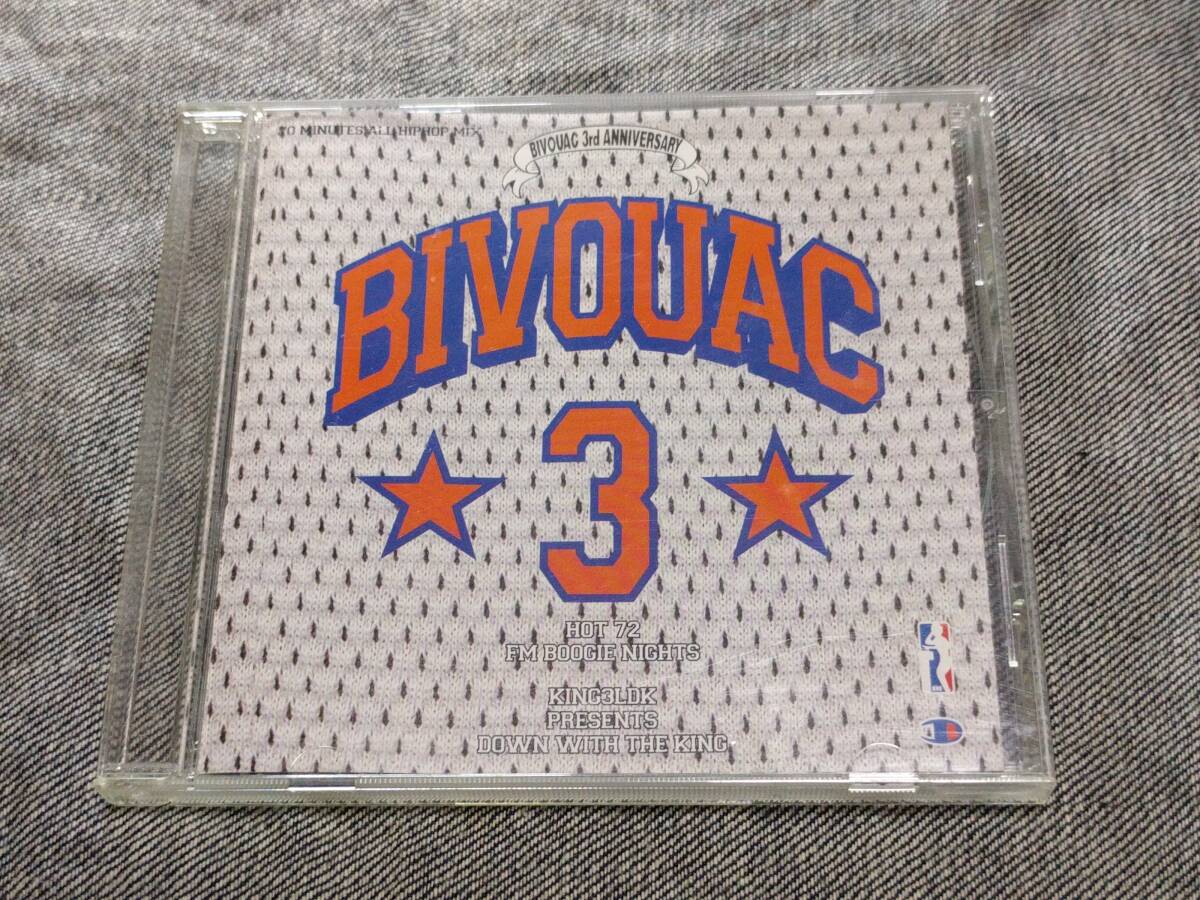 MINUTES ALL HIPHOP MIX
BIVOUAC 3rd ANNIVERSARY
BIVOUAC
3
HOT 72
FM BOOGIE NIGHTS
KING3LDK
PRESENTS
DOWN WITH THE KING